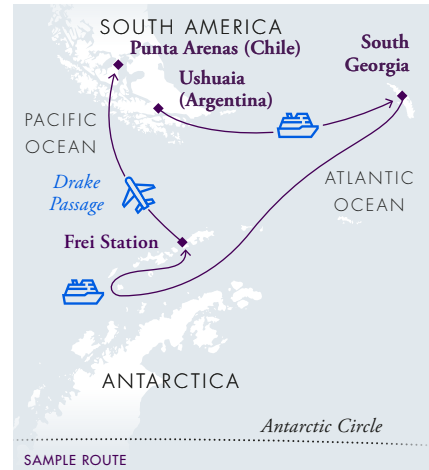 SOUTH AMERICA
Punta Arenas (Chile)
South
Georgia
Ushuaia
(Argentina)
PACIFIC
OCEAN
Drake
Passage
ATLANTIC
OCEAN
Frei Station
ANTARCTICA
Antarctic Circle
SAMPLE ROUTE